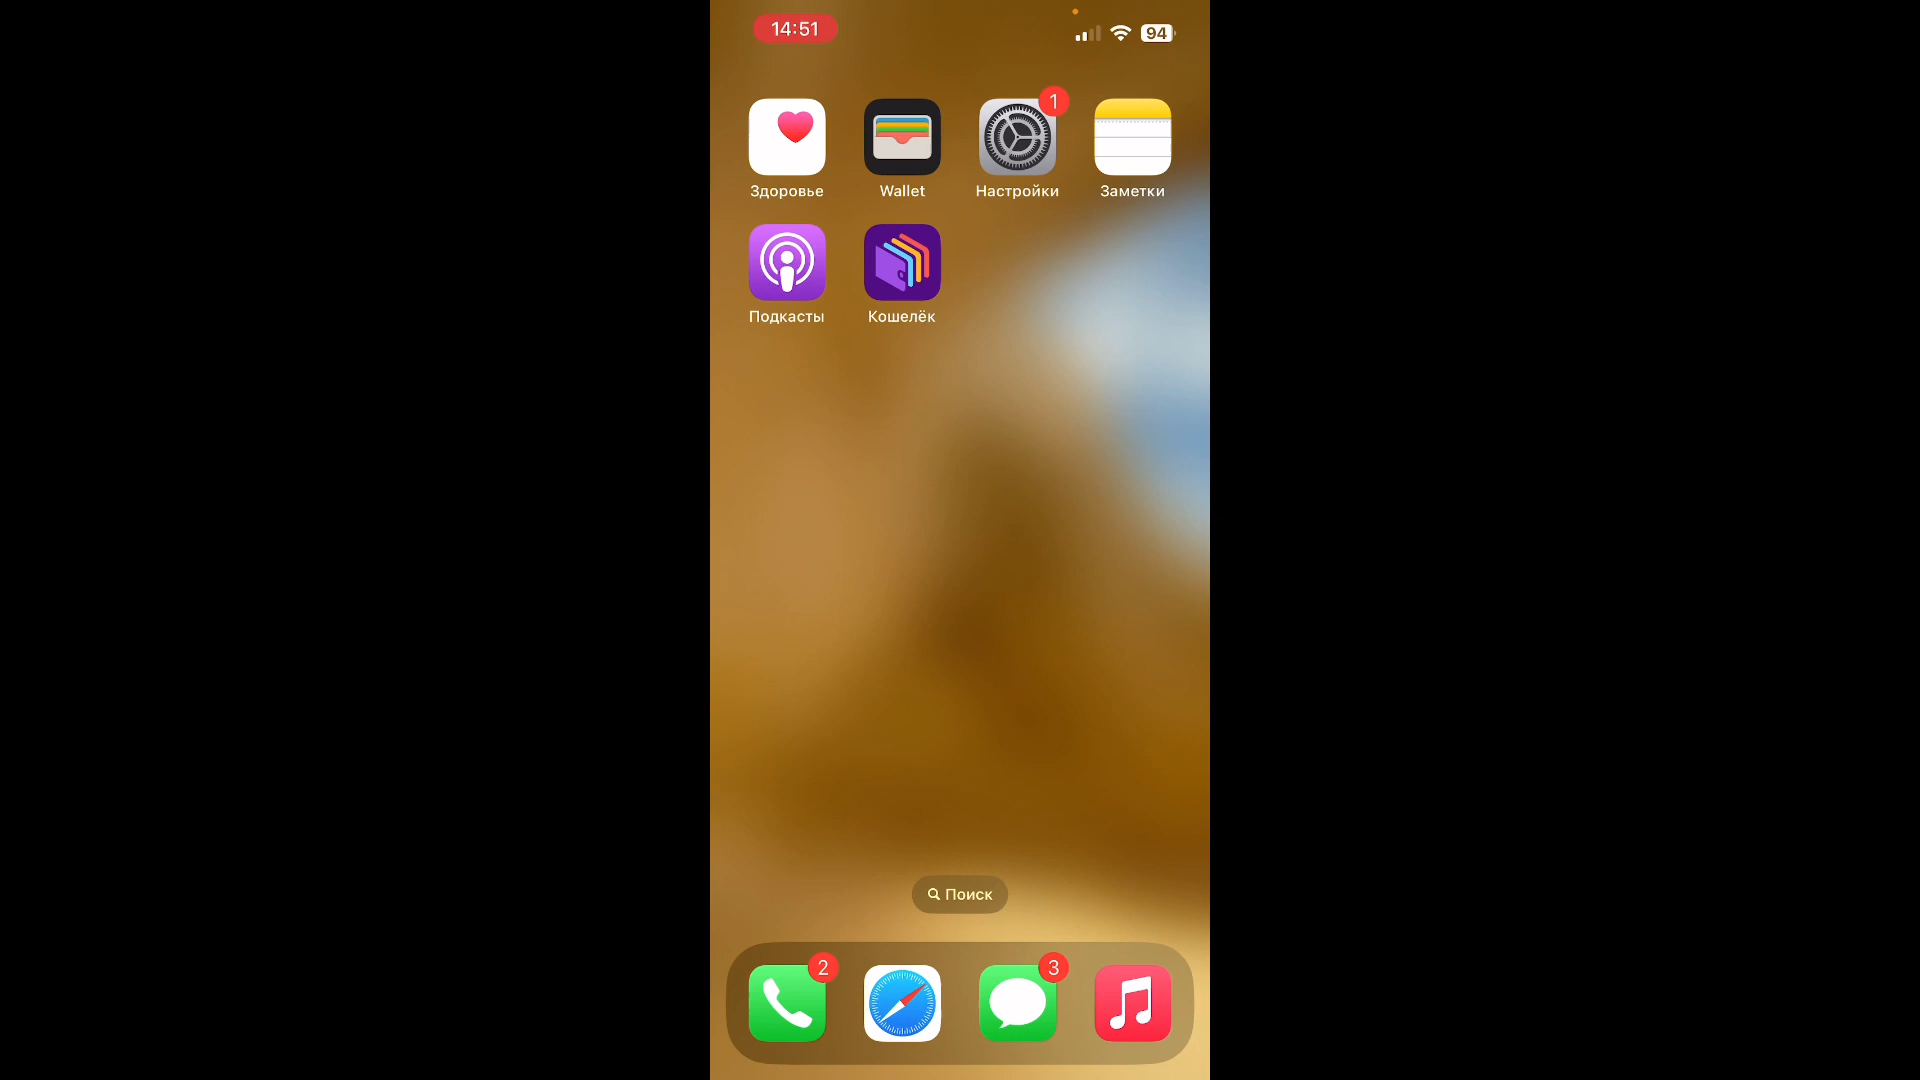 14:51
94
1
Здоровье
Wallet
Настройки
Заметки
Подкасты
Кошелёк
Поиск
2
3